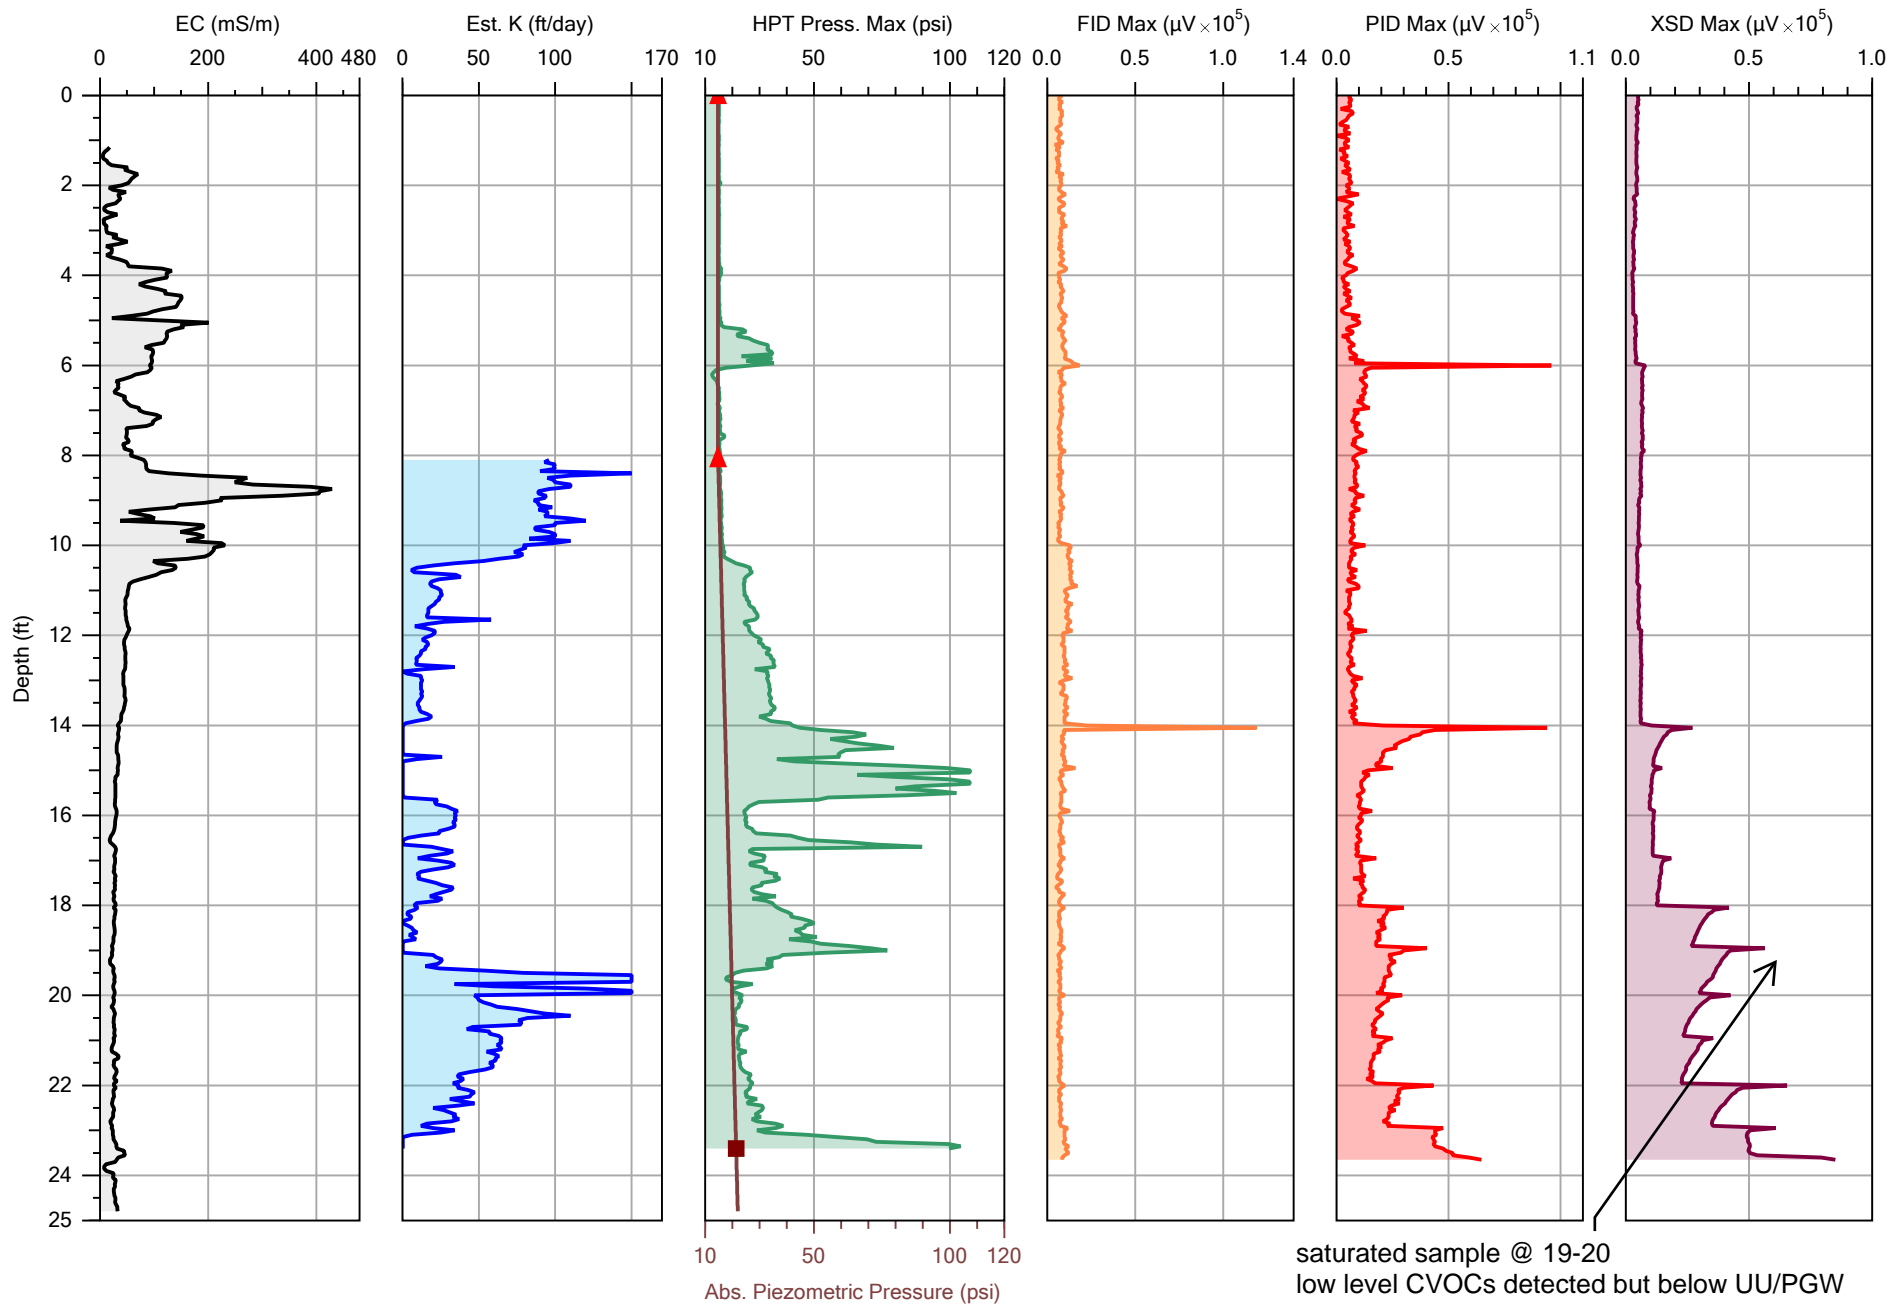 EC (mS/m) Est. K (ft/day) HPT Press. Max (psi) FID Max (µV ×10⁵) PID Max (µV ×10⁵) XSD Max (µV ×10⁵)
0 200 400 480 0 50 100 170 10 50 100 120 0.0 0.5 1.0 1.4 0.0 0.5 1.1 0.0 0.5 1.0
0
2
4
6
8
10
12
Depth (ft)
14
16
18
20
22
24
25
10 50 100 120
Abs. Piezometric Pressure (psi)
saturated sample @ 19-20
low level CVOCs detected but below UU/PGW